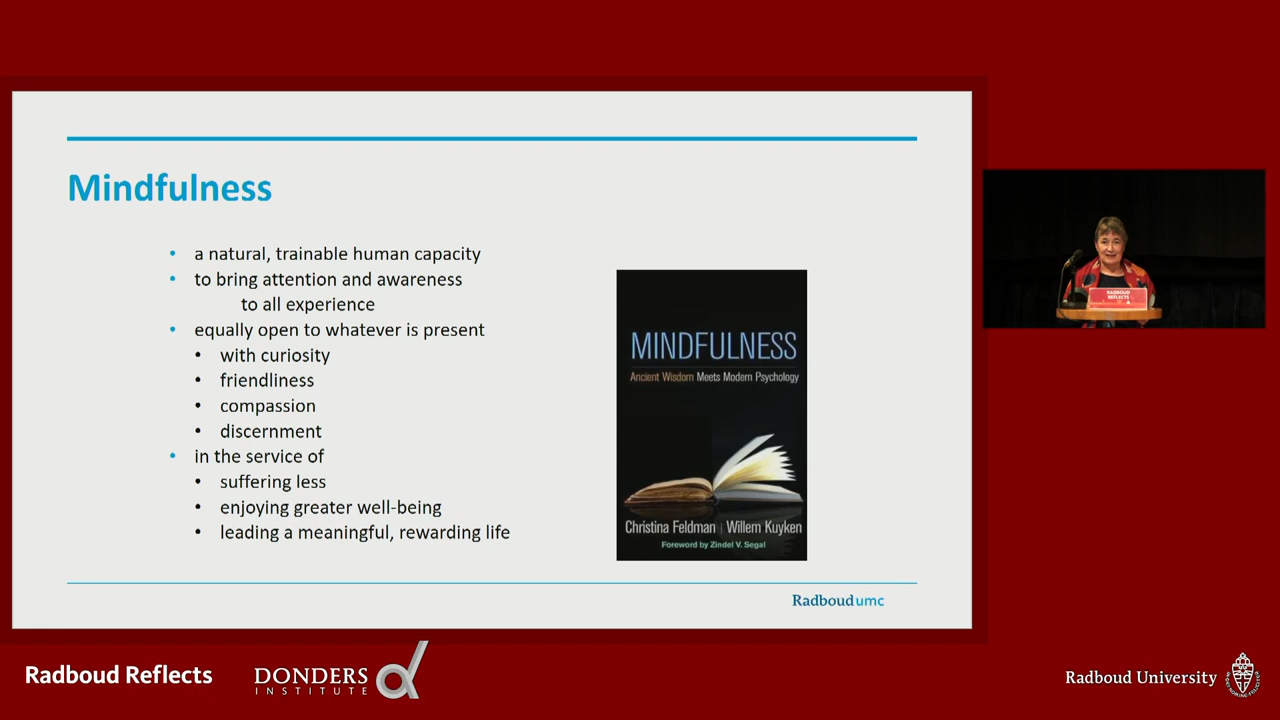 Mindfulness
• a natural, trainable human capacity
• to bring attention and awareness
to all experience
• equally open to whatever is present
• with curiosity
• friendliness
• compassion
• discernment
• in the service of
• suffering less
• enjoying greater well-being
• leading a meaningful, rewarding life
MINDFULNESS
Ancient Wisdom Meets Modern Psychology
Christina Feldman | Willem Kuyken
Foreword by Zindel V. Segal
Radboudumc
RADBOUD
REFLECTS
Radboud Reflects
DONDERS
INSTITUTE
Radboud University